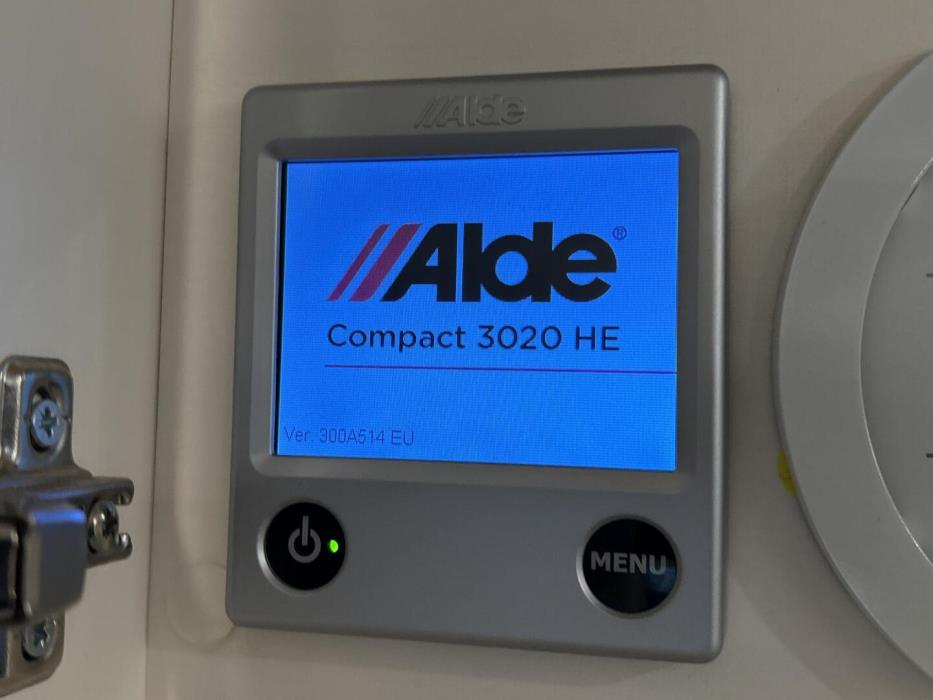 Alde
Alde®
Compact 3020 HE
Ver. 300A514 EU
MENU